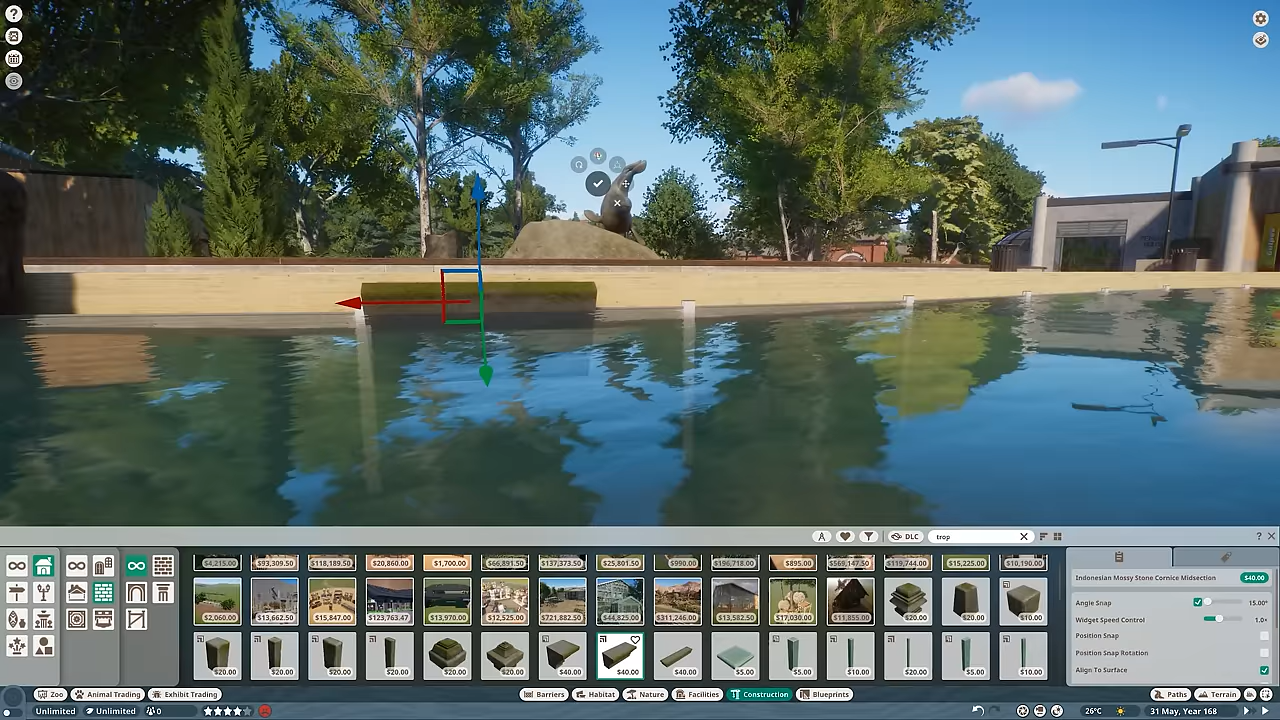 DLC
trop
$4,215.00
$93,309.50
$118,189.50
$20,860.00
$1,700.00
$66,891.50
$137,373.50
$25,801.50
$990.00
$196,718.00
$895.00
$569,147.50
$119,744.00
$15,225.00
$10,190.00
$2,060.00
$13,662.50
$15,847.00
$123,763.47
$13,970.00
$12,525.00
$721,882.50
$44,825.00
$311,246.00
$13,582.50
$17,030.00
$11,855.00
$20.00
$20.00
$10.00
$20.00
$20.00
$20.00
$20.00
$20.00
$20.00
$40.00
$40.00
$20.00
$5.00
$5.00
$10.00
$20.00
$5.00
$10.00
Indonesian Mossy Stone Cornice Midsection
$40.00
Angle Snap
15.00°
Widget Speed Control
1.0×
Position Snap
Position Snap Rotation
Align To Surface
Zoo
Animal Trading
Exhibit Trading
Barriers
Habitat
Nature
Facilities
Construction
Blueprints
Paths
Terrain
Unlimited
Unlimited
0
26°C
31 May, Year 168